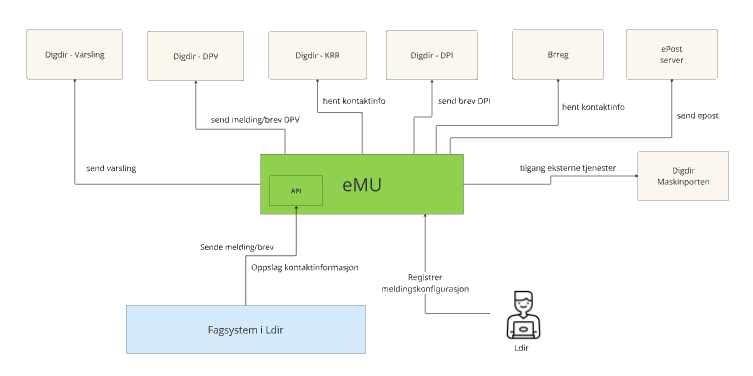 Digdir - Varsling
Digdir - DPV
Digdir - KRR
Digdir - DPI
Brreg
ePost
server
hent kontaktinfo
send brev DPI
hent kontaktinfo
send melding/brev DPV
send epost
send varsling
tilgang eksterne tjenester
Digdir
Maskinporten
API
eMU
Sende melding/brev
Oppslag kontaktinformasjon
Registrer
meldingskonfigurasjon
Fagsystem i Ldir
Ldir